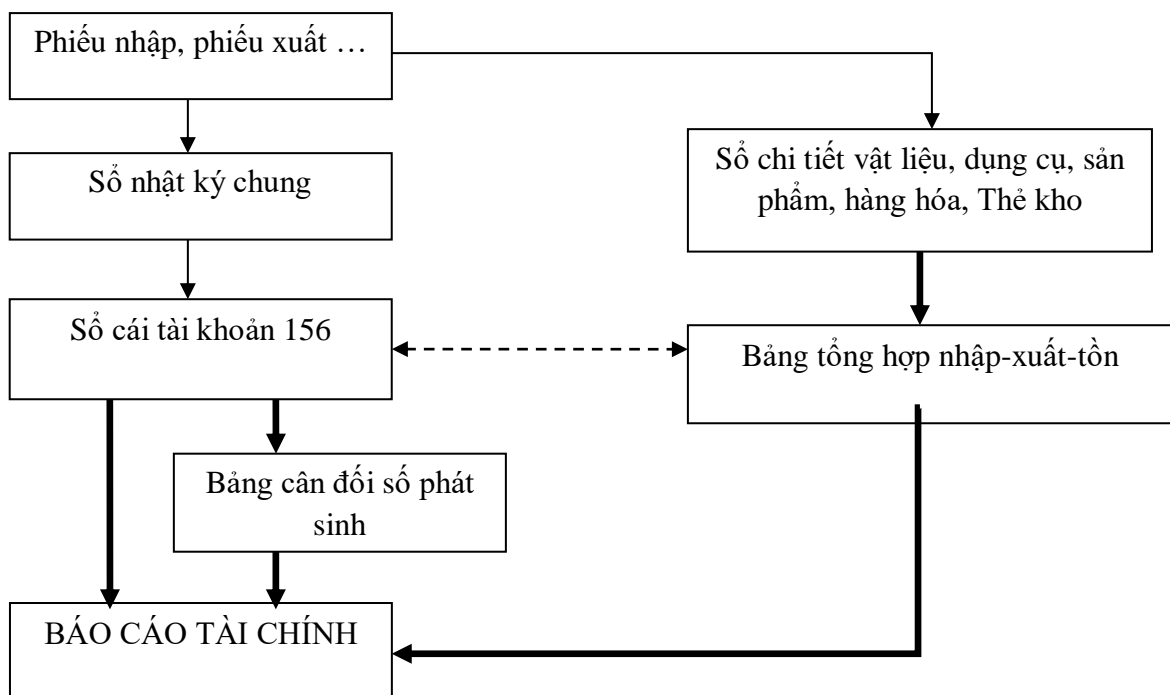 Phiếu nhập, phiếu xuất …
Sổ nhật ký chung
Sổ chi tiết vật liệu, dụng cụ, sản
phẩm, hàng hóa, Thẻ kho
Sổ cái tài khoản 156
Bảng tổng hợp nhập-xuất-tồn
Bảng cân đối số phát
sinh
BÁO CÁO TÀI CHÍNH